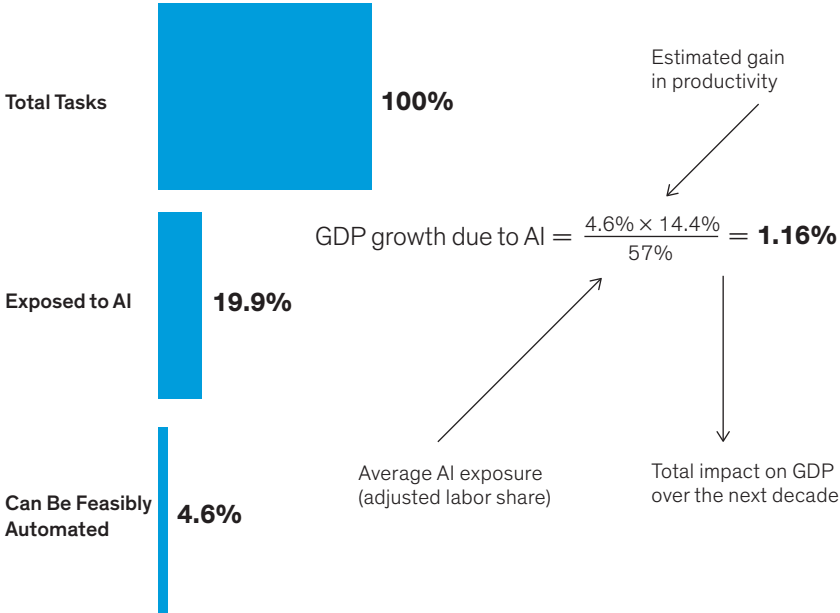 Total Tasks
100%
Exposed to AI
19.9%
Can Be Feasibly
Automated
4.6%
Estimated gain
in productivity
GDP growth due to AI = 4.6% × 14.4% / 57% = 1.16%
Average AI exposure
(adjusted labor share)
Total impact on GDP
over the next decade